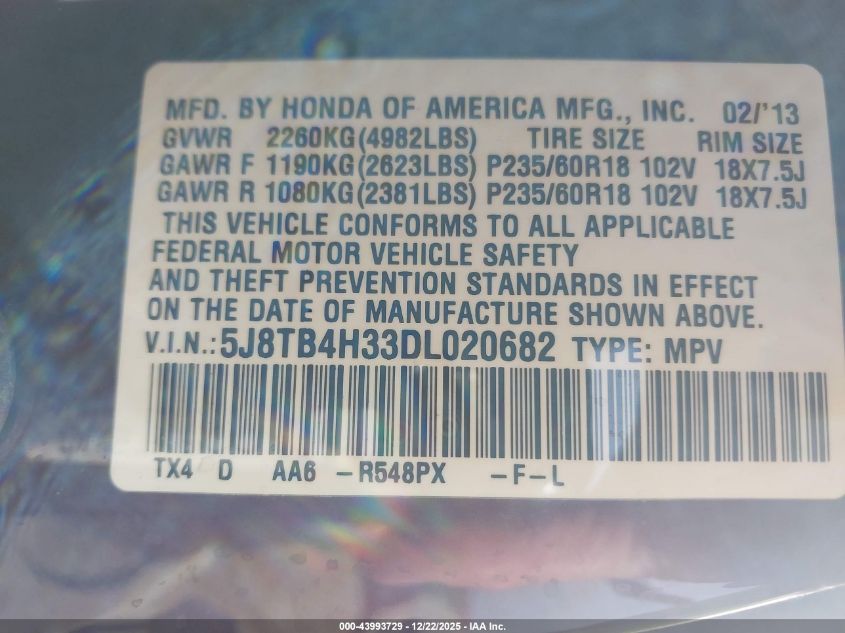 MFD. BY HONDA OF AMERICA MFG., INC. 02/'13
GVWR 2260KG(4982LBS) TIRE SIZE RIM SIZE
GAWR F 1190KG(2623LBS) P235/60R18 102V 18X7.5J
GAWR R 1080KG(2381LBS) P235/60R18 102V 18X7.5J
THIS VEHICLE CONFORMS TO ALL APPLICABLE
FEDERAL MOTOR VEHICLE SAFETY
AND THEFT PREVENTION STANDARDS IN EFFECT
ON THE DATE OF MANUFACTURE SHOWN ABOVE.
V.I.N.:5J8TB4H33DL020682 TYPE: MPV
TX4 D AA6 -R548PX -F-L
000-43993729 - 12/22/2025 - IAA Inc.